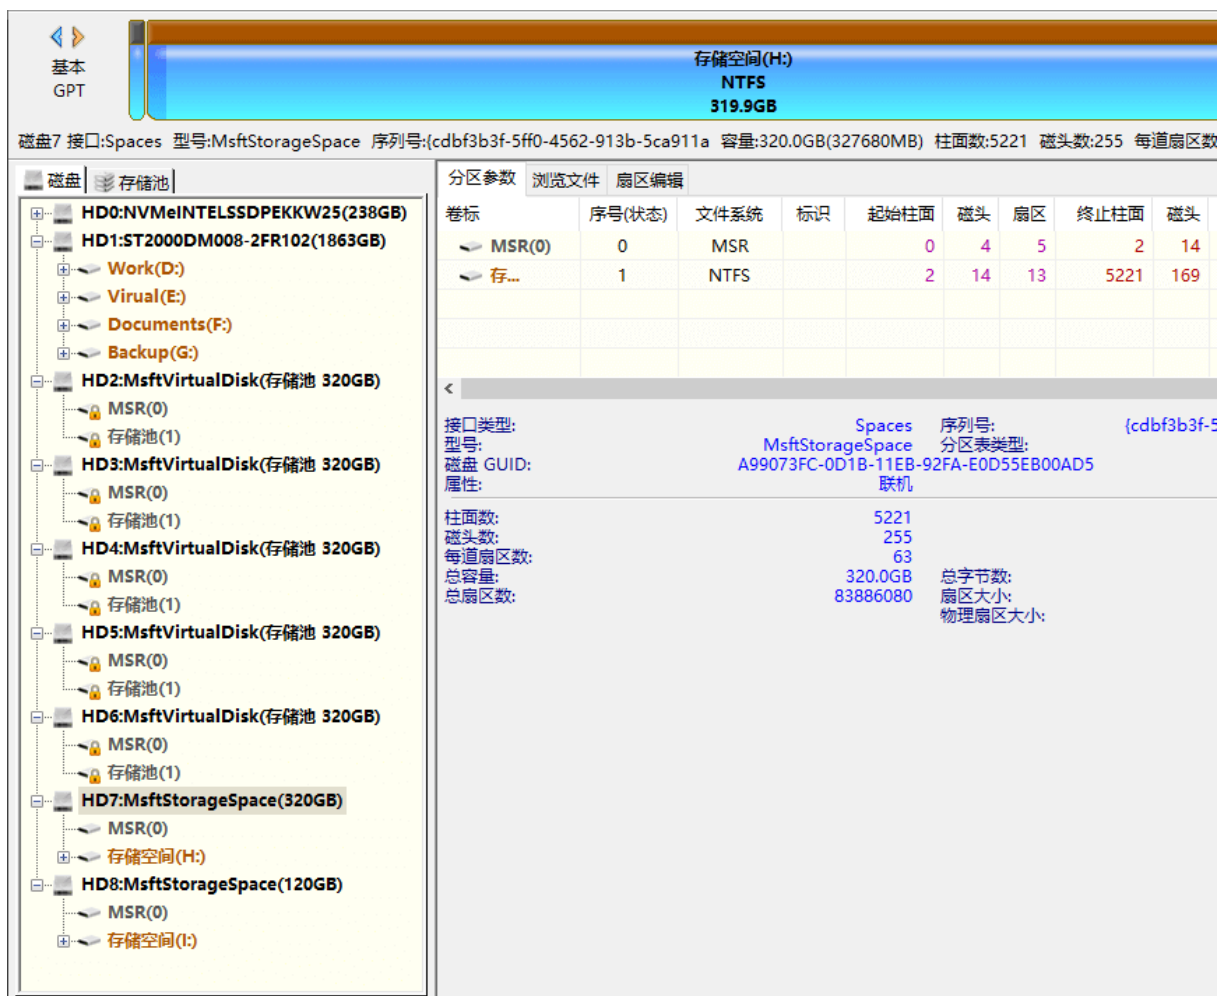 基本
GPT
存储空间(H:)
NTFS
319.9GB
磁盘7 接口:Spaces 型号:MsftStorageSpace 序列号:{cdbf3b3f-5ff0-4562-913b-5ca911a 容量:320.0GB(327680MB) 柱面数:5221 磁头数:255 每道扇区数
磁盘 存储池
HD0:NVMeINTELSSDPEKKW25(238GB)
HD1:ST2000DM008-2FR102(1863GB)
Work(D:)
Virual(E:)
Documents(F:)
Backup(G:)
HD2:MsftVirtualDisk(存储池 320GB)
MSR(0)
存储池(1)
HD3:MsftVirtualDisk(存储池 320GB)
MSR(0)
存储池(1)
HD4:MsftVirtualDisk(存储池 320GB)
MSR(0)
存储池(1)
HD5:MsftVirtualDisk(存储池 320GB)
MSR(0)
存储池(1)
HD6:MsftVirtualDisk(存储池 320GB)
MSR(0)
存储池(1)
HD7:MsftStorageSpace(320GB)
MSR(0)
存储空间(H:)
HD8:MsftStorageSpace(120GB)
MSR(0)
存储空间(I:)
分区参数 浏览文件 扇区编辑
卷标 序号(状态) 文件系统 标识 起始柱面 磁头 扇区 终止柱面 磁头
MSR(0) 0 MSR 0 4 5 2 14
存... 1 NTFS 2 14 13 5221 169
接口类型: Spaces 序列号: {cdbf3b3f-5
型号: MsftStorageSpace 分区表类型:
磁盘 GUID: A99073FC-0D1B-11EB-92FA-E0D55EB00AD5
属性: 联机
柱面数: 5221
磁头数: 255
每道扇区数: 63
总容量: 320.0GB 总字节数:
总扇区数: 83886080 扇区大小:
物理扇区大小: